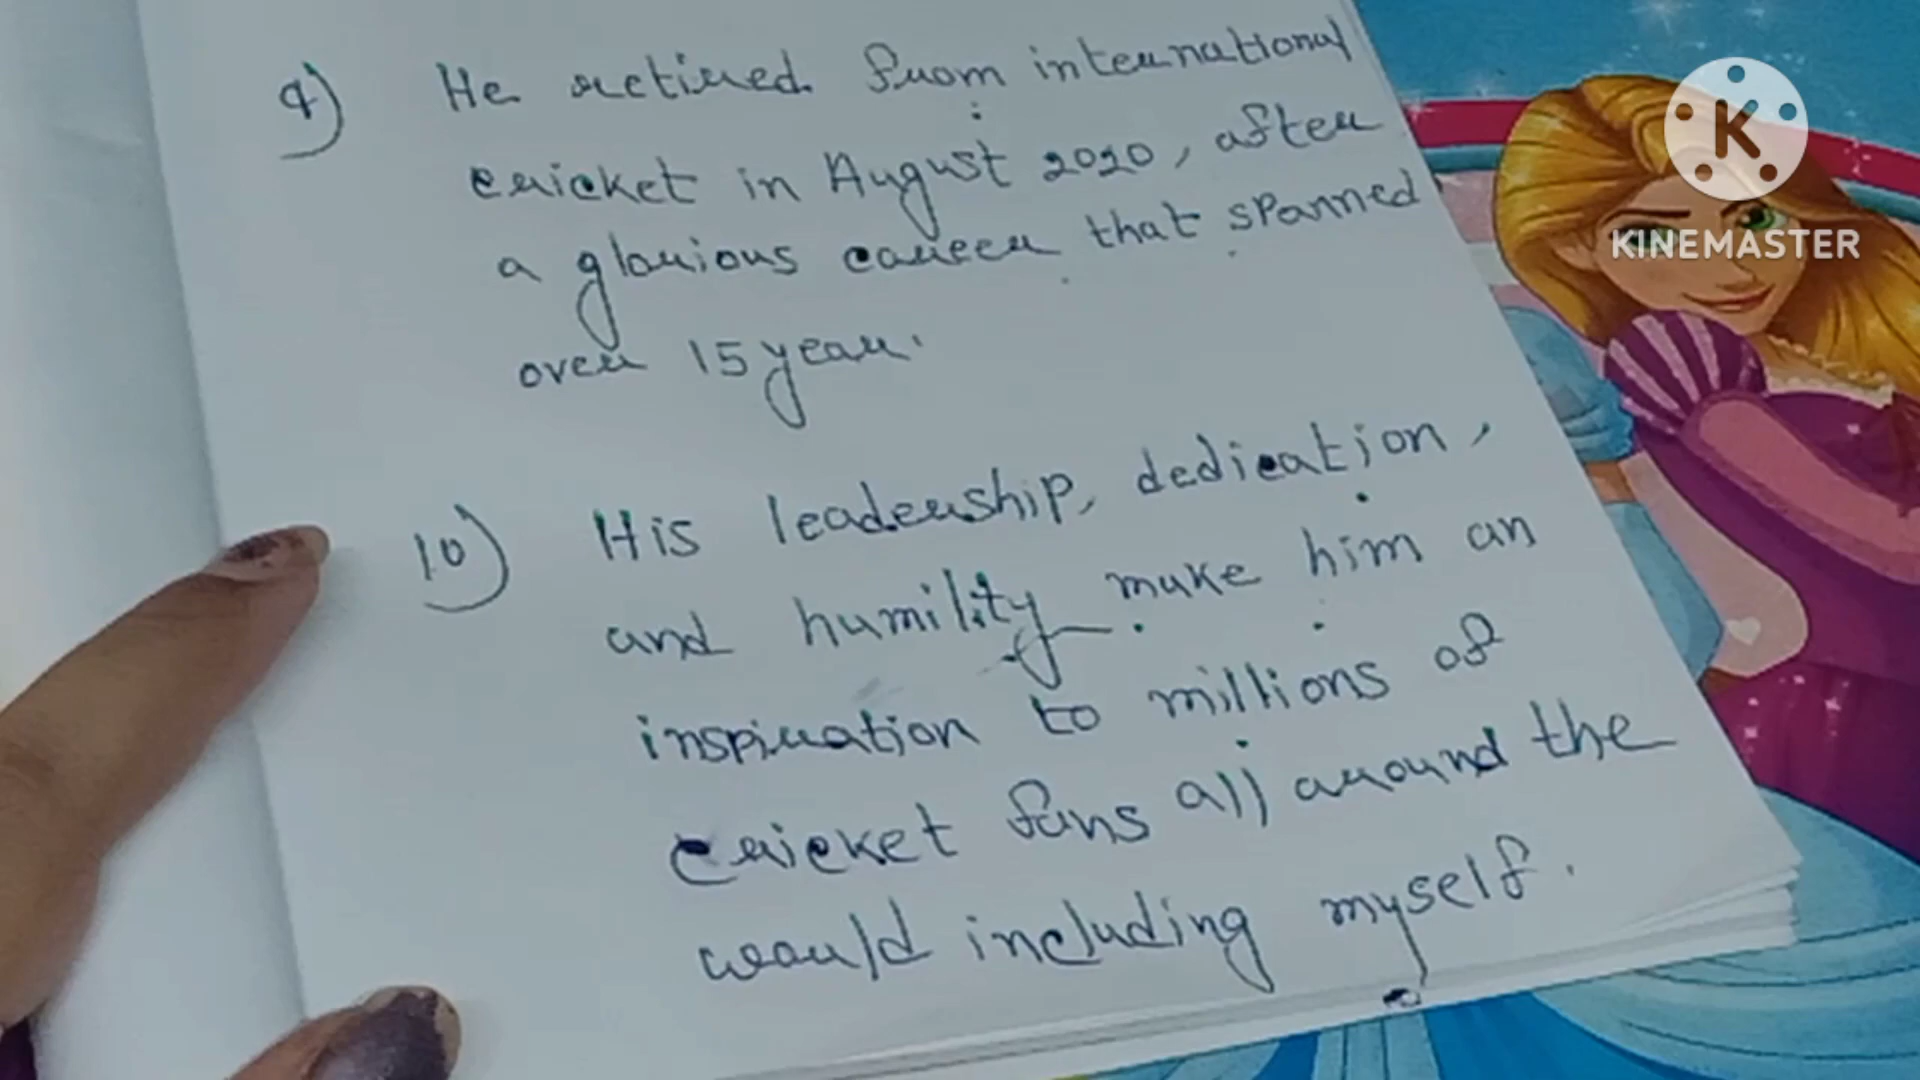 9) He retired from international
cricket in August 2020, after
a glorious career that spanned
over 15 year.
10) His leadership, dedication,
and humility make him an
inspiration to millions of
cricket fans all around the
world including myself.
KINEMASTER